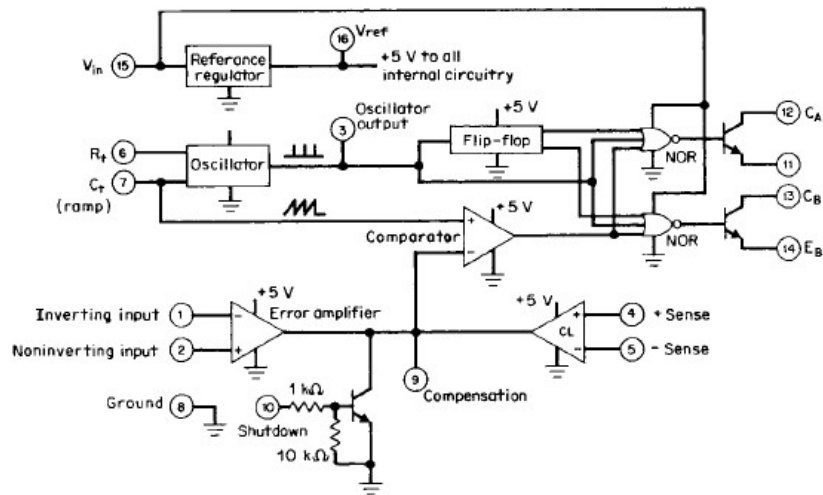 16 Vref
Vin 15
Referance
regulator
+5 V to all
internal circuitry
Oscillator
output
3
+5 V
Flip-flop
12 CA
NOR
11
Rt 6
Oscillator
Ct 7
(ramp)
+5 V
Comparator
+
−
13 CB
NOR
14 EB
+5 V
Error amplifier
Inverting input 1 −
Noninverting input 2 +
+5 V
CL
+ 4 + Sense
− 5 − Sense
9
Compensation
Ground 8
1 kΩ
10
Shutdown
10 kΩ